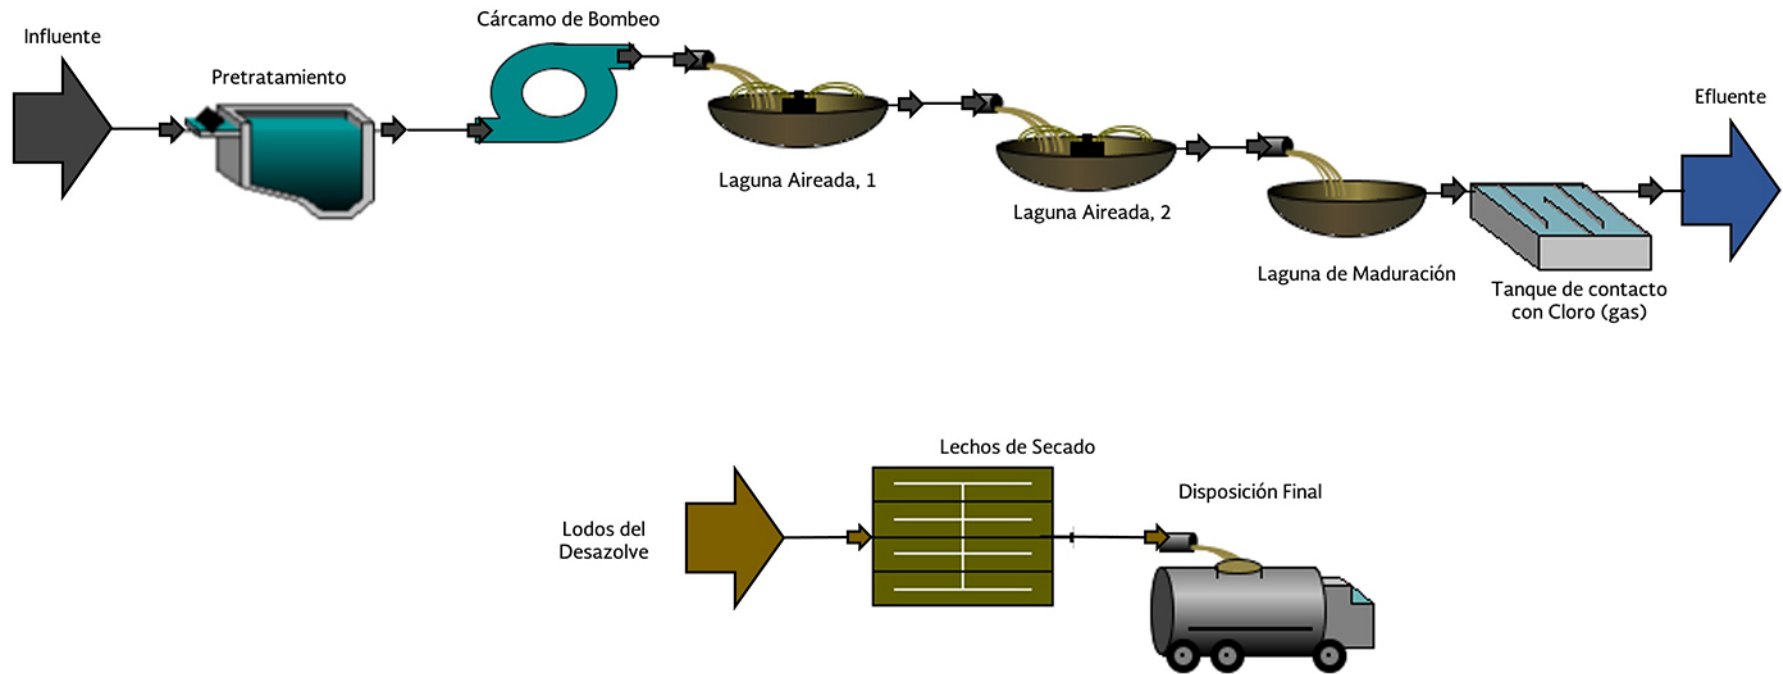 Influente
Pretratamiento
Cárcamo de Bombeo
Laguna Aireada, 1
Laguna Aireada, 2
Laguna de Maduración
Tanque de contacto
con Cloro (gas)
Efluente
Lodos del
Desazolve
Lechos de Secado
Disposición Final